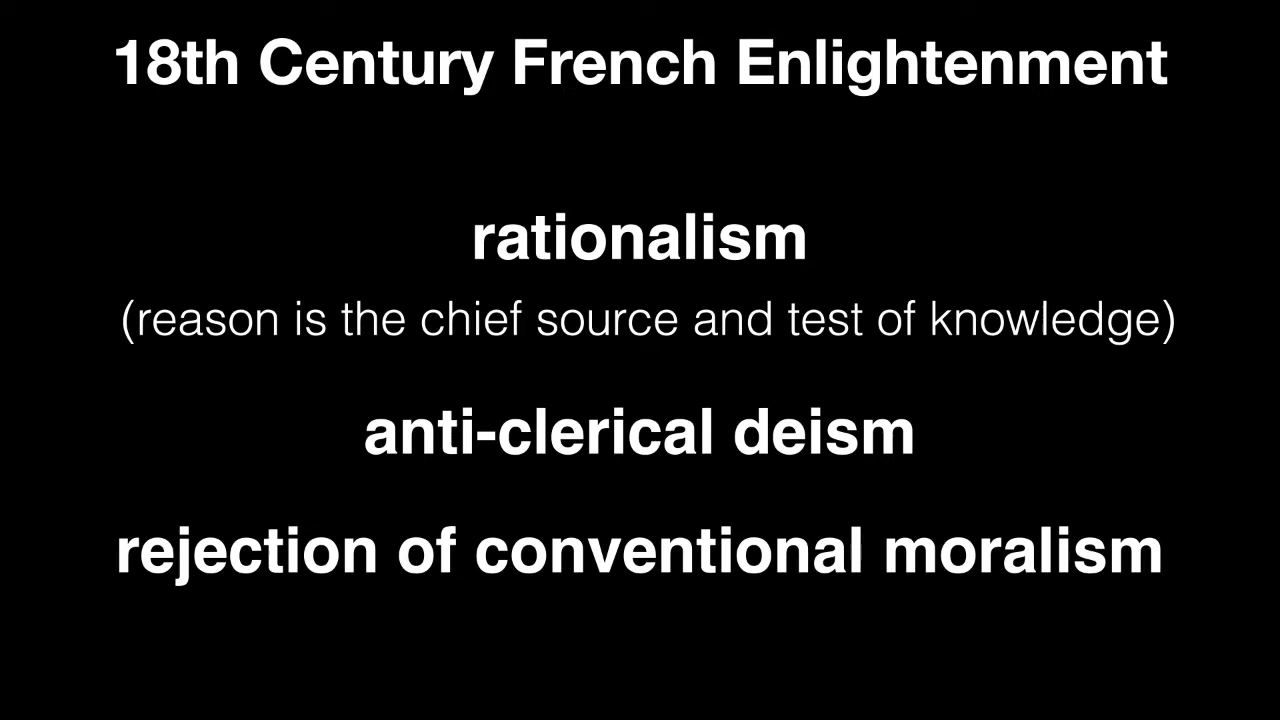 18th Century French Enlightenment
rationalism
(reason is the chief source and test of knowledge)
anti-clerical deism
rejection of conventional moralism